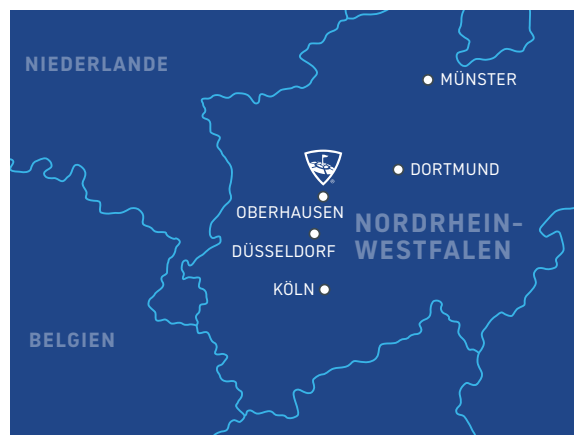 NIEDERLANDE
MÜNSTER
DORTMUND
OBERHAUSEN
NORDRHEIN-
WESTFALEN
DÜSSELDORF
KÖLN
BELGIEN